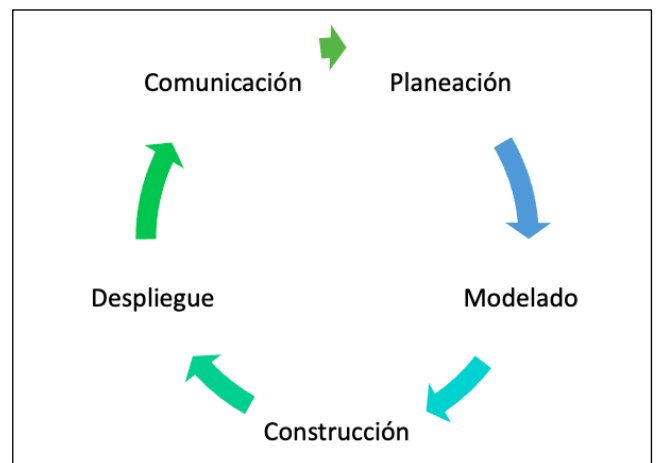 Comunicación
Planeación
Modelado
Construcción
Despliegue